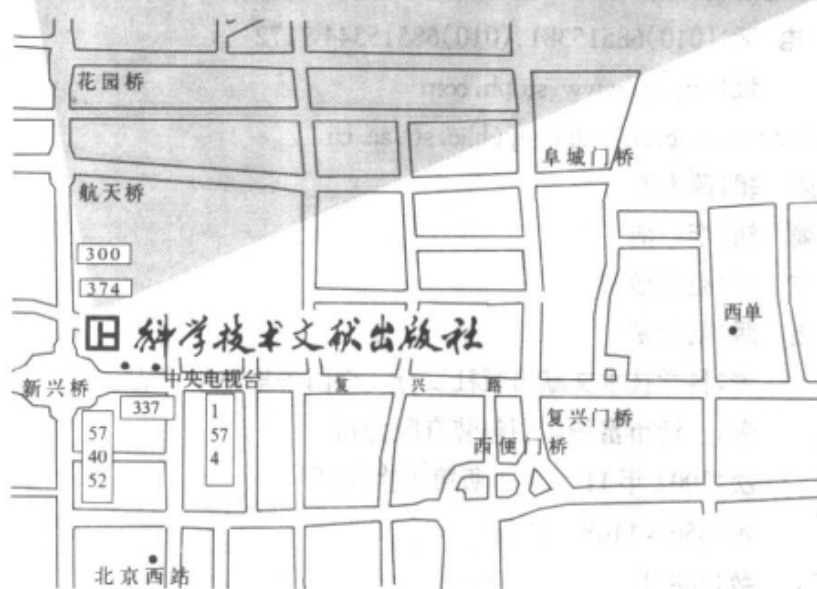 花园桥
阜城门桥
航天桥
300
374
西单
科学技术文献出版社
中央电视台
新兴桥
复兴路
337
1
57
4
57
40
52
复兴门桥
西便门桥
北京西站